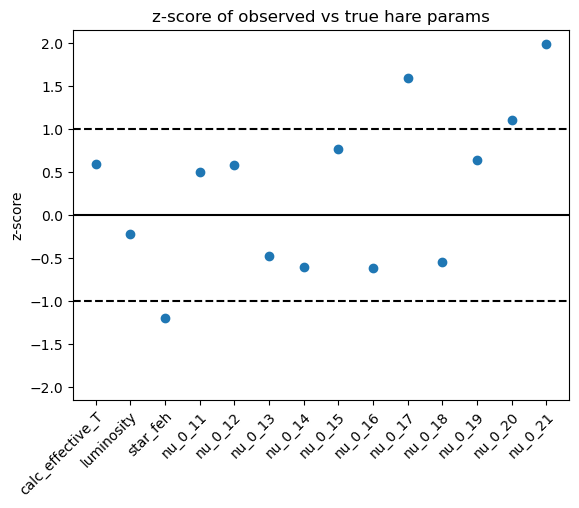 z-score of observed vs true hare params
z-score
2.0
1.5
1.0
0.5
0.0
−0.5
−1.0
−1.5
−2.0
calc_effective_T
luminosity
star_feh
nu_0_11
nu_0_12
nu_0_13
nu_0_14
nu_0_15
nu_0_16
nu_0_17
nu_0_18
nu_0_19
nu_0_20
nu_0_21